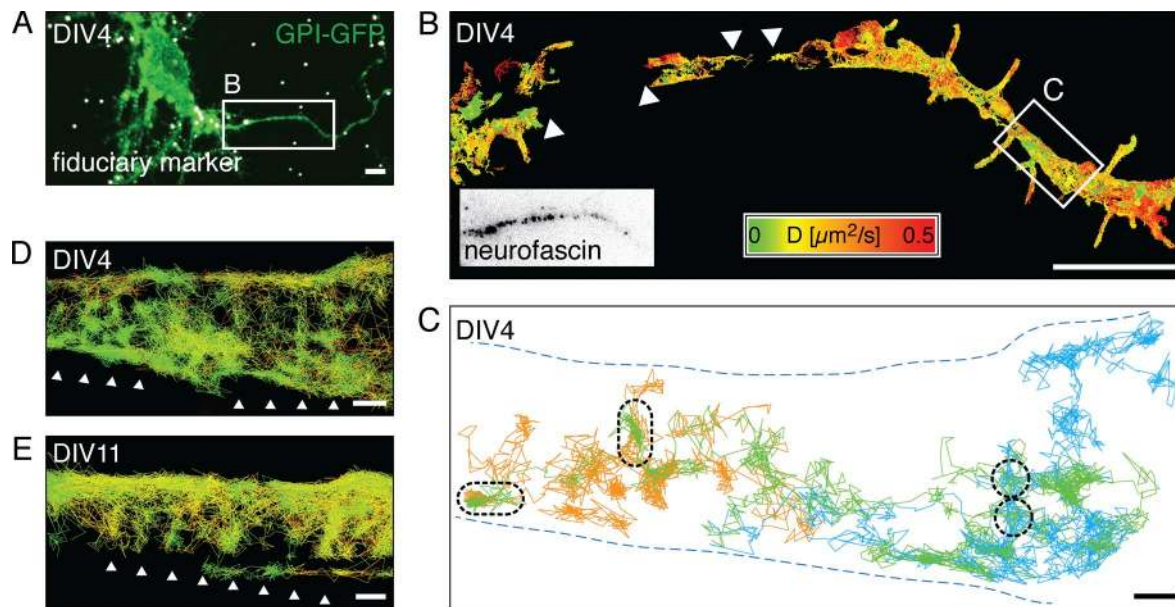 A
DIV4
GPI-GFP
B
fiduciary marker
B
DIV4
C
neurofascin
0 D [μm²/s] 0.5
D
DIV4
E
DIV11
C
DIV4